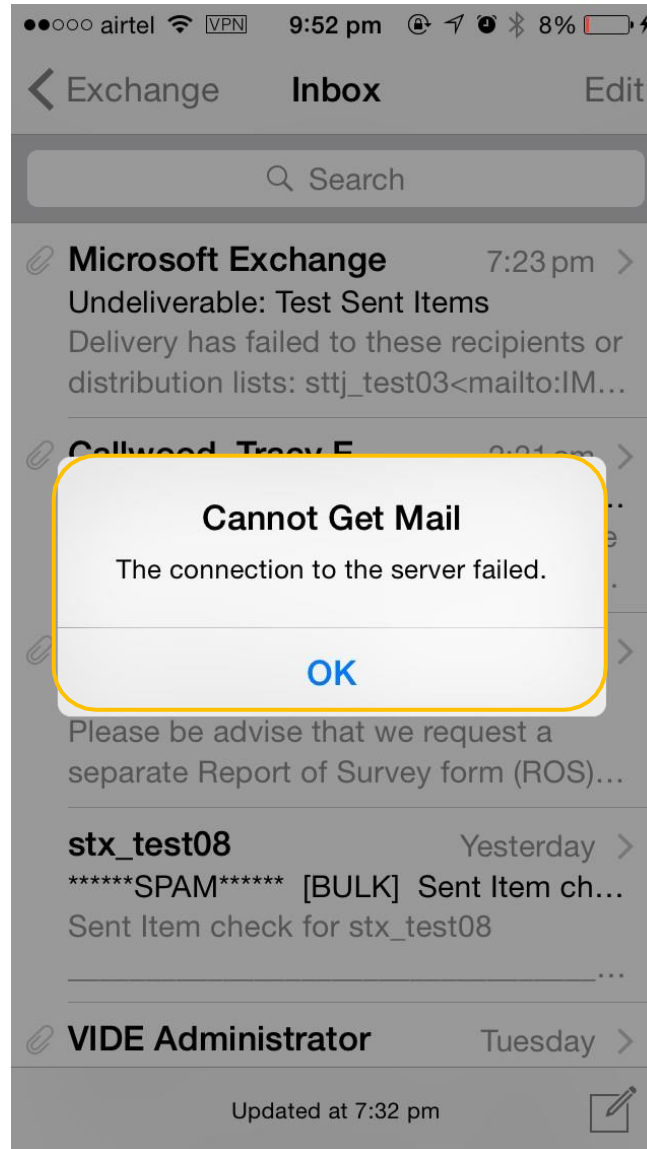 airtel VPN 9:52 pm 8%
Exchange Inbox Edit
Search
Microsoft Exchange 7:23 pm
Undeliverable: Test Sent Items
Delivery has failed to these recipients or
distribution lists: sttj_test03<mailto:IM...
Cannot Get Mail
The connection to the server failed.
OK
Please be advise that we request a
separate Report of Survey form (ROS)...
stx_test08 Yesterday
******SPAM****** [BULK] Sent Item ch...
Sent Item check for stx_test08
___________________________________...
VIDE Administrator Tuesday
Updated at 7:32 pm